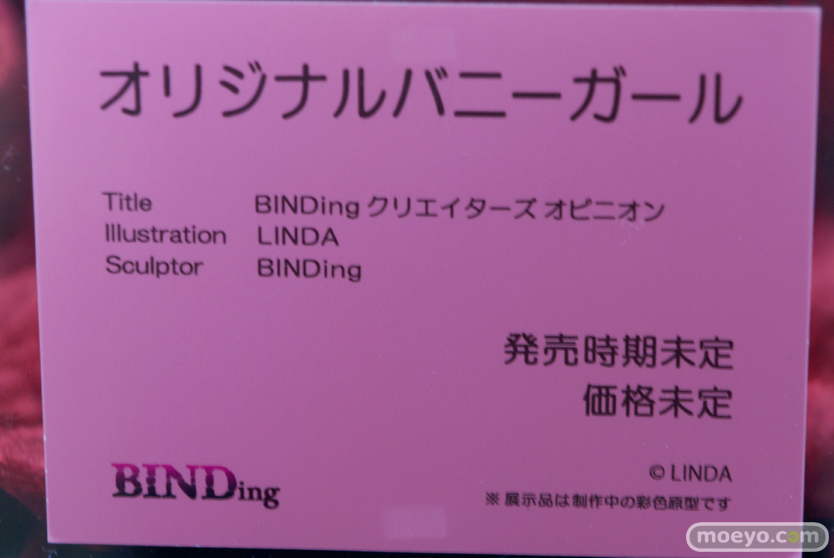 オリジナルバニーガール
Title BINDing クリエイターズ オピニオン
Illustration LINDA
Sculptor BINDing
発売時期未定
価格未定
BINDing
© LINDA
※ 展示品は制作中の彩色原型です
moeyo.com